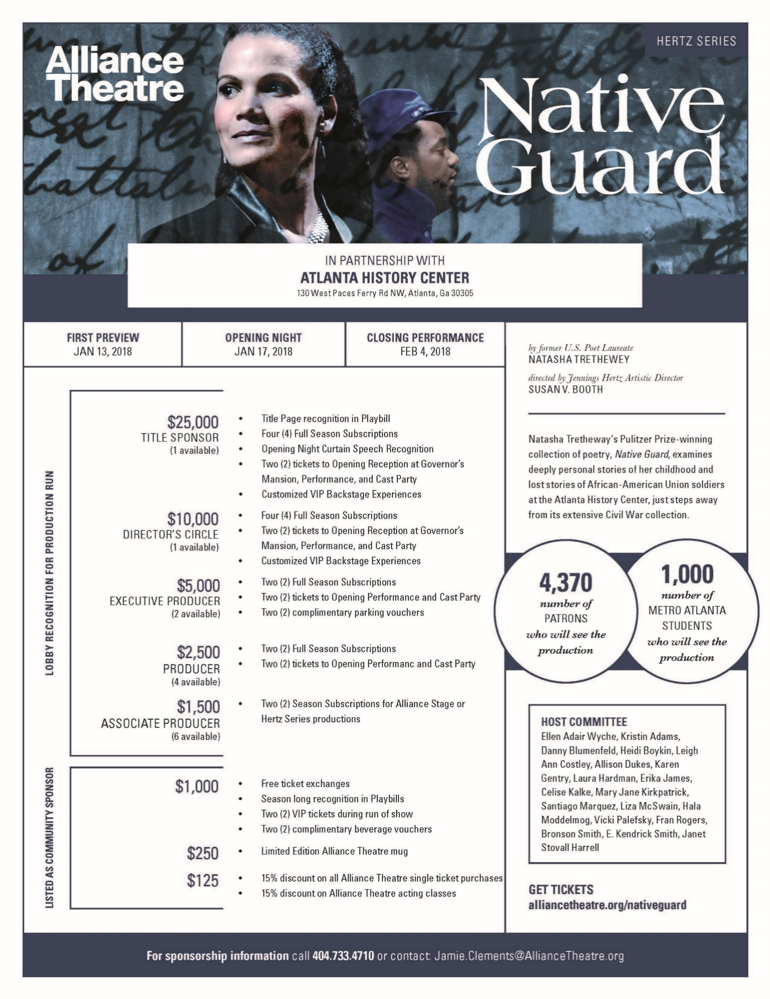 Alliance
Theatre
HERTZ SERIES
Native
Guard
IN PARTNERSHIP WITH
ATLANTA HISTORY CENTER
130 West Paces Ferry Rd NW, Atlanta, Ga 30305
FIRST PREVIEW
JAN 13, 2018
OPENING NIGHT
JAN 17, 2018
CLOSING PERFORMANCE
FEB 4, 2018
LOBBY RECOGNITION FOR PRODUCTION RUN
$25,000
TITLE SPONSOR
(1 available)
• Title Page recognition in Playbill
• Four (4) Full Season Subscriptions
• Opening Night Curtain Speech Recognition
• Two (2) tickets to Opening Reception at Governor's
Mansion, Performance, and Cast Party
• Customized VIP Backstage Experiences
$10,000
DIRECTOR'S CIRCLE
(1 available)
• Four (4) Full Season Subscriptions
• Two (2) tickets to Opening Reception at Governor's
Mansion, Performance, and Cast Party
• Customized VIP Backstage Experiences
$5,000
EXECUTIVE PRODUCER
(2 available)
• Two (2) Full Season Subscriptions
• Two (2) tickets to Opening Performance and Cast Party
• Two (2) complimentary parking vouchers
$2,500
PRODUCER
(4 available)
• Two (2) Full Season Subscriptions
• Two (2) tickets to Opening Performanc and Cast Party
$1,500
ASSOCIATE PRODUCER
(6 available)
• Two (2) Season Subscriptions for Alliance Stage or
Hertz Series productions
LISTED AS COMMUNITY SPONSOR
$1,000
• Free ticket exchanges
• Season long recognition in Playbills
• Two (2) VIP tickets during run of show
• Two (2) complimentary beverage vouchers
$250
• Limited Edition Alliance Theatre mug
$125
• 15% discount on all Alliance Theatre single ticket purchases
• 15% discount on Alliance Theatre acting classes
by former U.S. Poet Laureate
NATASHA TRETHEWEY
directed by Jennings Hertz Artistic Director
SUSAN V. BOOTH
Natasha Tretheway's Pulitzer Prize-winning
collection of poetry, Native Guard, examines
deeply personal stories of her childhood and
lost stories of African-American Union soldiers
at the Atlanta History Center, just steps away
from its extensive Civil War collection.
4,370
number of
PATRONS
who will see the
production
1,000
number of
METRO ATLANTA
STUDENTS
who will see the
production
HOST COMMITTEE
Ellen Adair Wyche, Kristin Adams,
Danny Blumenfeld, Heidi Boykin, Leigh
Ann Costley, Allison Dukes, Karen
Gentry, Laura Hardman, Erika James,
Celise Kalke, Mary Jane Kirkpatrick,
Santiago Marquez, Liza McSwain, Hala
Moddelmog, Vicki Palefsky, Fran Rogers,
Bronson Smith, E. Kendrick Smith, Janet
Stovall Harrell
GET TICKETS
alliancetheatre.org/nativeguard
For sponsorship information call 404.733.4710 or contact: Jamie.Clements@AllianceTheatre.org